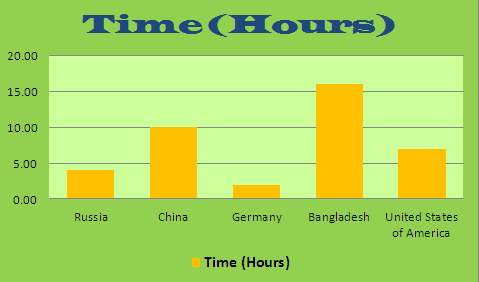 Time (Hours)
20.00
15.00
10.00
5.00
0.00
Russia
China
Germany
Bangladesh
United States
of America
Time (Hours)